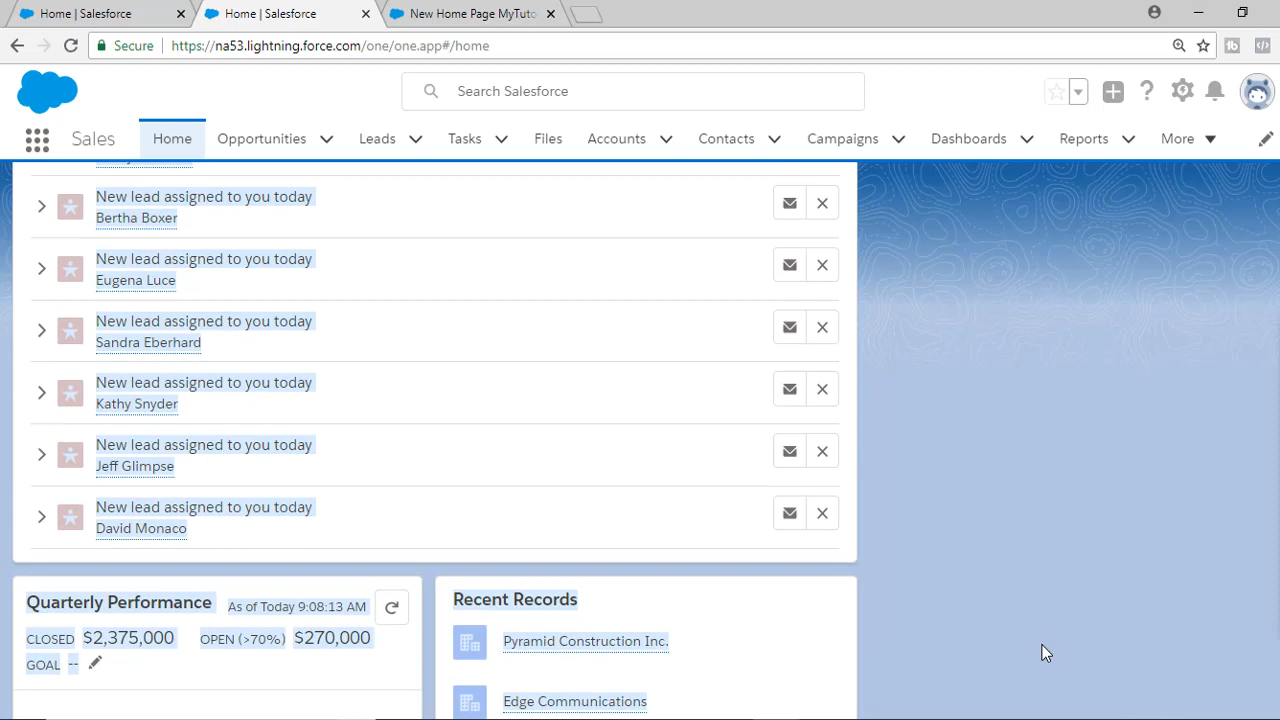 Home | Salesforce
Home | Salesforce
New Home Page MyTuto
Secure
https://na53.lightning.force.com/one/one.app#/home
Search Salesforce
Sales
Home
Opportunities
Leads
Tasks
Files
Accounts
Contacts
Campaigns
Dashboards
Reports
More
New lead assigned to you today
Bertha Boxer
New lead assigned to you today
Eugena Luce
New lead assigned to you today
Sandra Eberhard
New lead assigned to you today
Kathy Snyder
New lead assigned to you today
Jeff Glimpse
New lead assigned to you today
David Monaco
Quarterly Performance
As of Today 9:08:13 AM
CLOSED $2,375,000 OPEN (>70%) $270,000
GOAL --
Recent Records
Pyramid Construction Inc.
Edge Communications